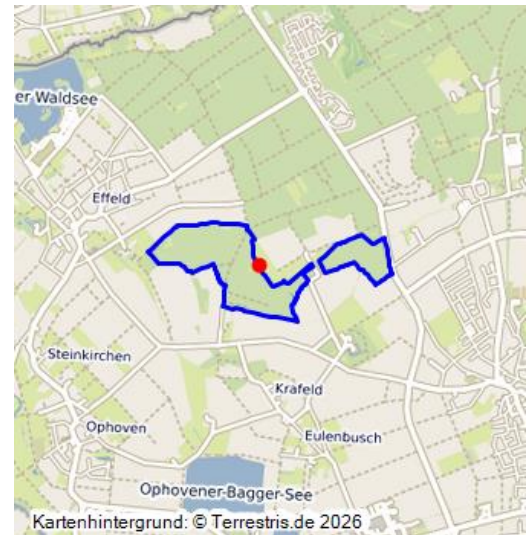 er Waldsee
Effeld
Steinkirchen
Krafeld
Ophoven
Eulenbusch
Ophovener-Bagger-See
Kartenhintergrund: © Terrestris.de 2026